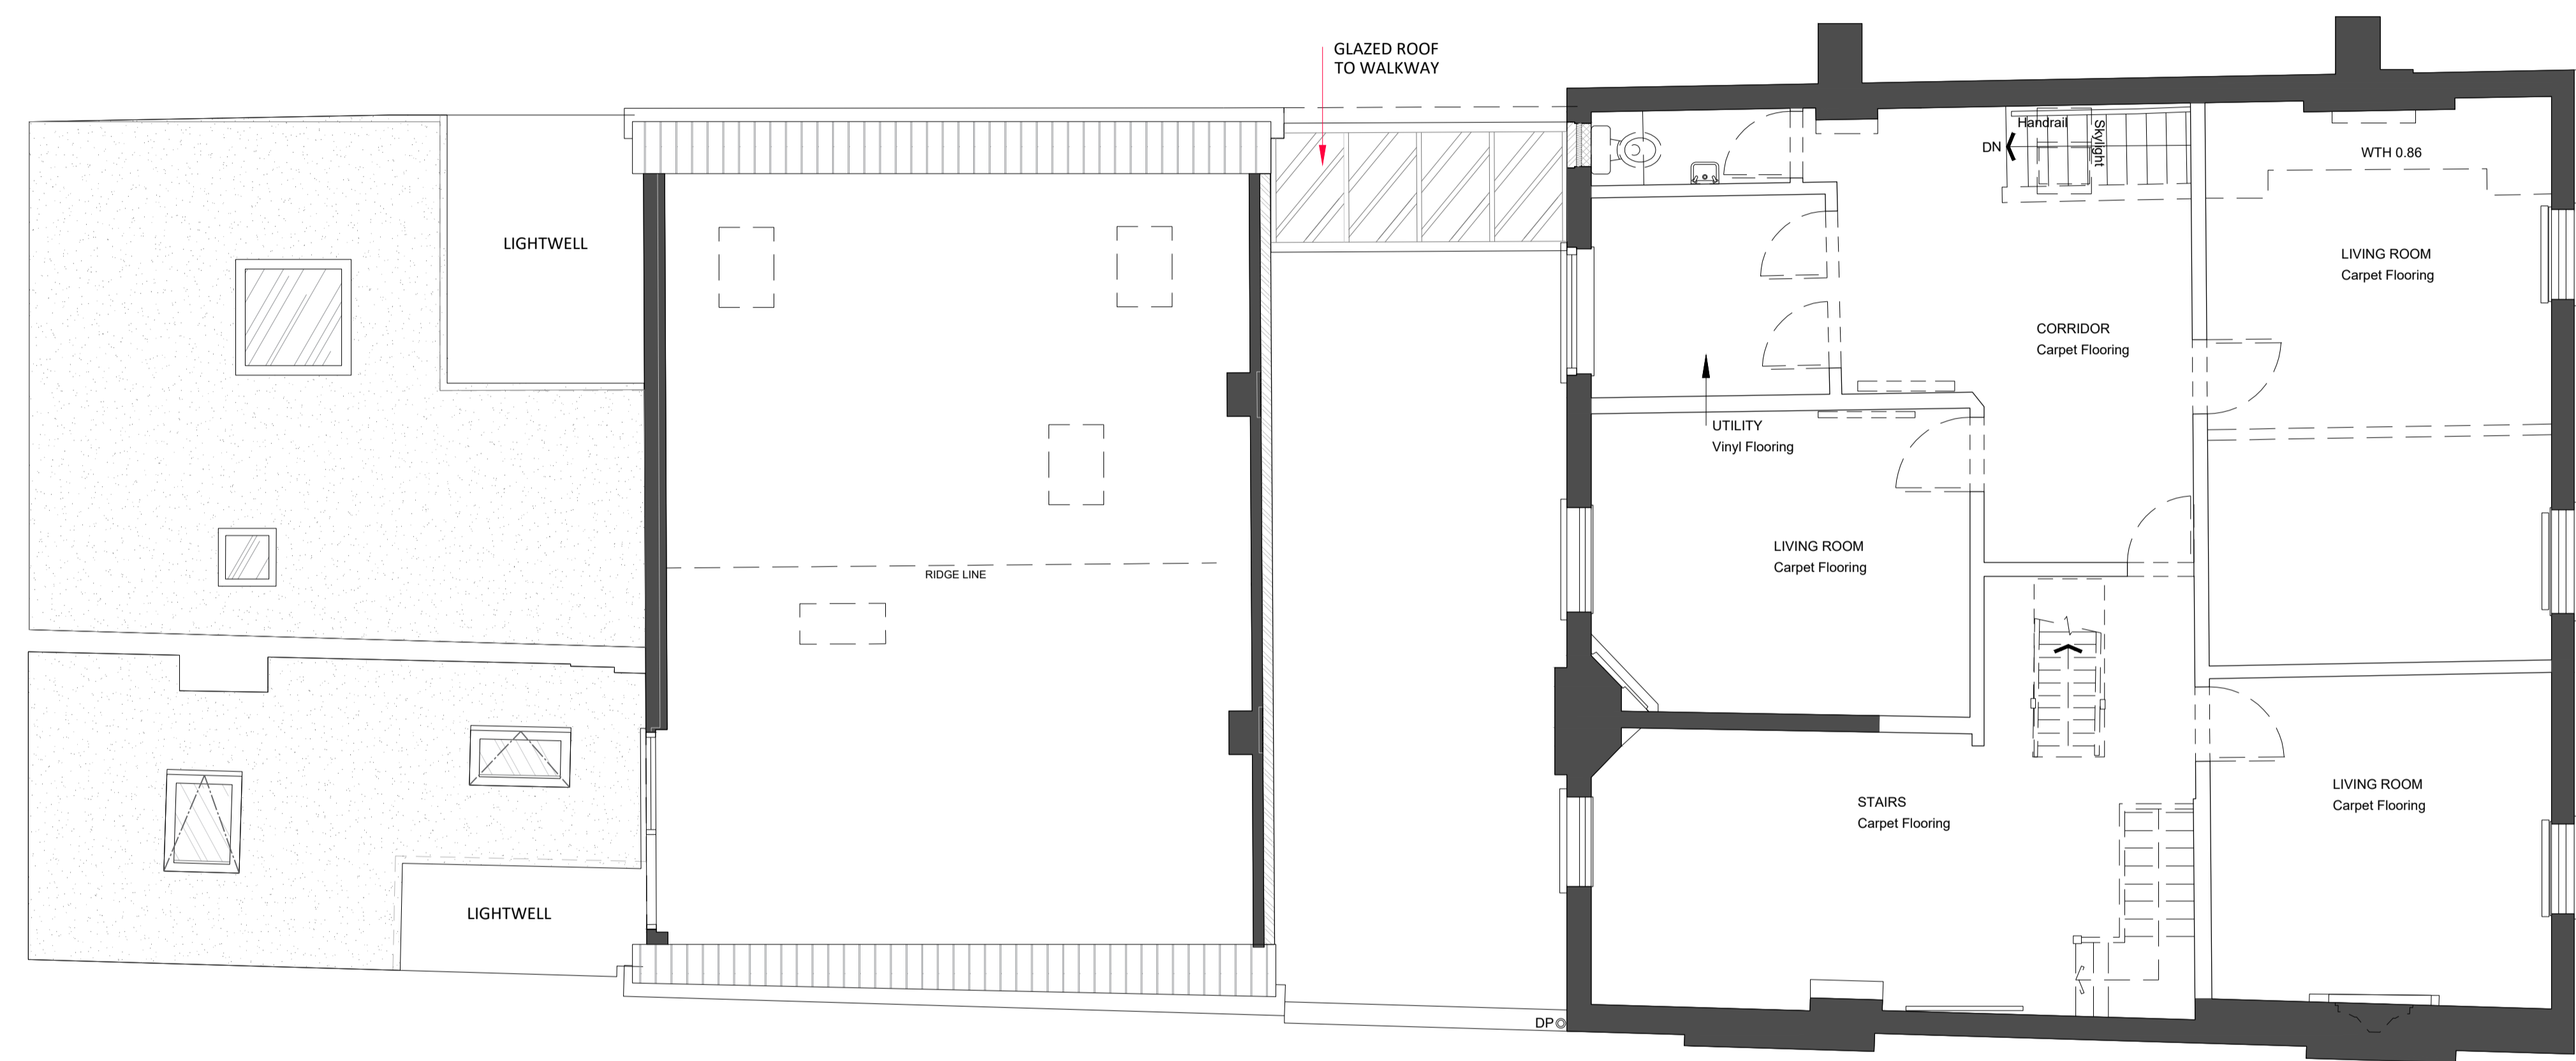 GLAZED ROOF
TO WALKWAY
Handrail
Skylight
DN
WTH 0.86
LIGHTWELL
LIVING ROOM
Carpet Flooring
CORRIDOR
Carpet Flooring
UTILITY
Vinyl Flooring
LIVING ROOM
Carpet Flooring
RIDGE LINE
LIVING ROOM
Carpet Flooring
STAIRS
Carpet Flooring
LIGHTWELL
DP